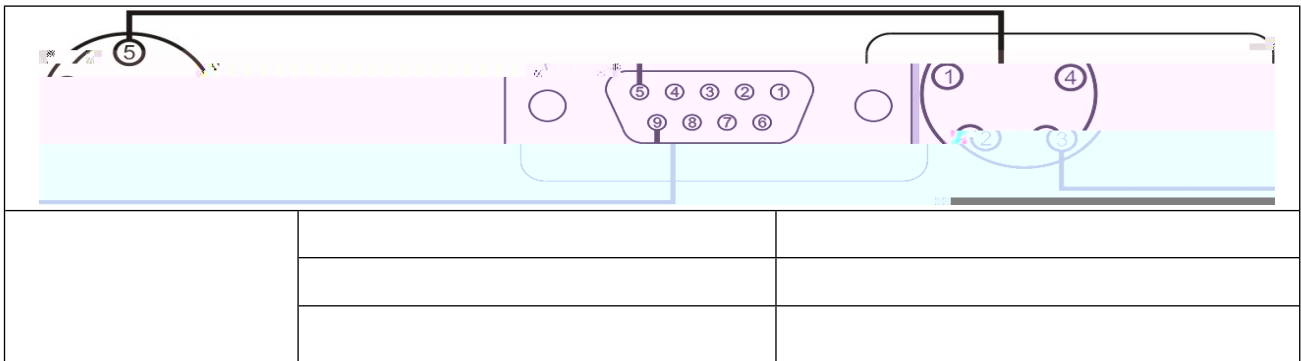 ⑤
① ④
⑤ ④ ③ ② ①
⑨ ⑧ ⑦ ⑥
② ③